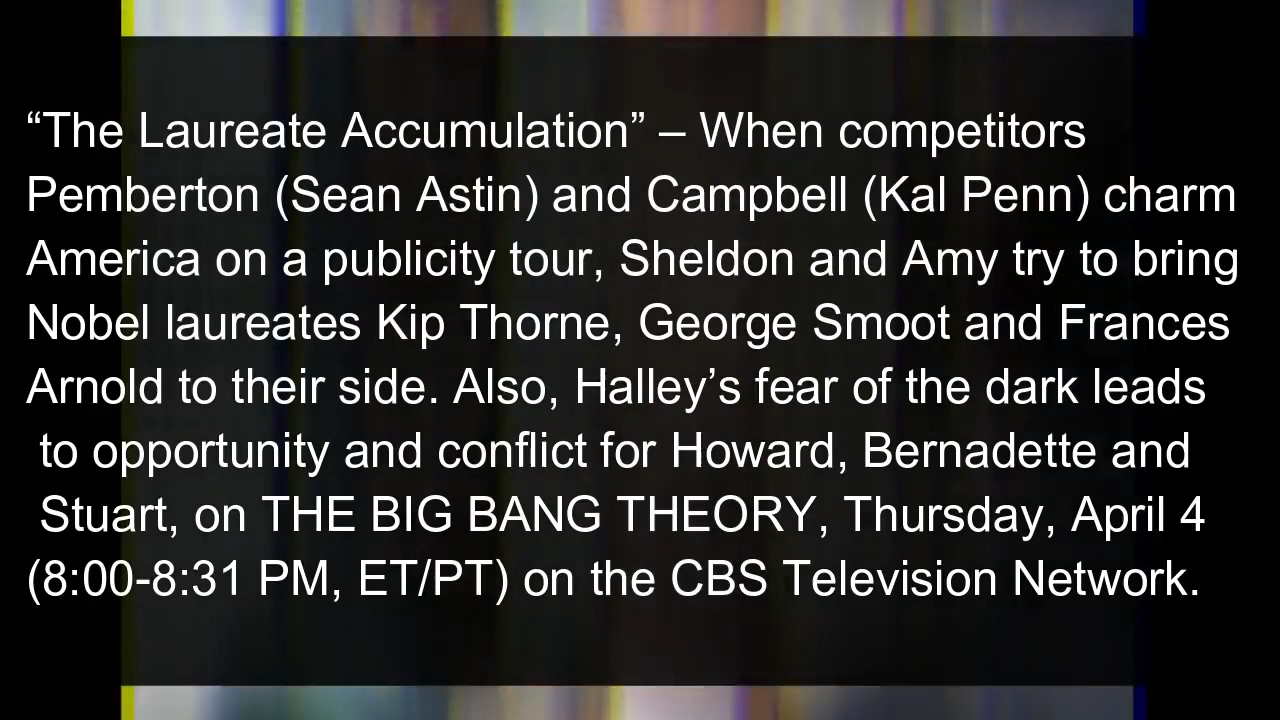 “The Laureate Accumulation” – When competitors
Pemberton (Sean Astin) and Campbell (Kal Penn) charm
America on a publicity tour, Sheldon and Amy try to bring
Nobel laureates Kip Thorne, George Smoot and Frances
Arnold to their side. Also, Halley’s fear of the dark leads
to opportunity and conflict for Howard, Bernadette and
Stuart, on THE BIG BANG THEORY, Thursday, April 4
(8:00-8:31 PM, ET/PT) on the CBS Television Network.